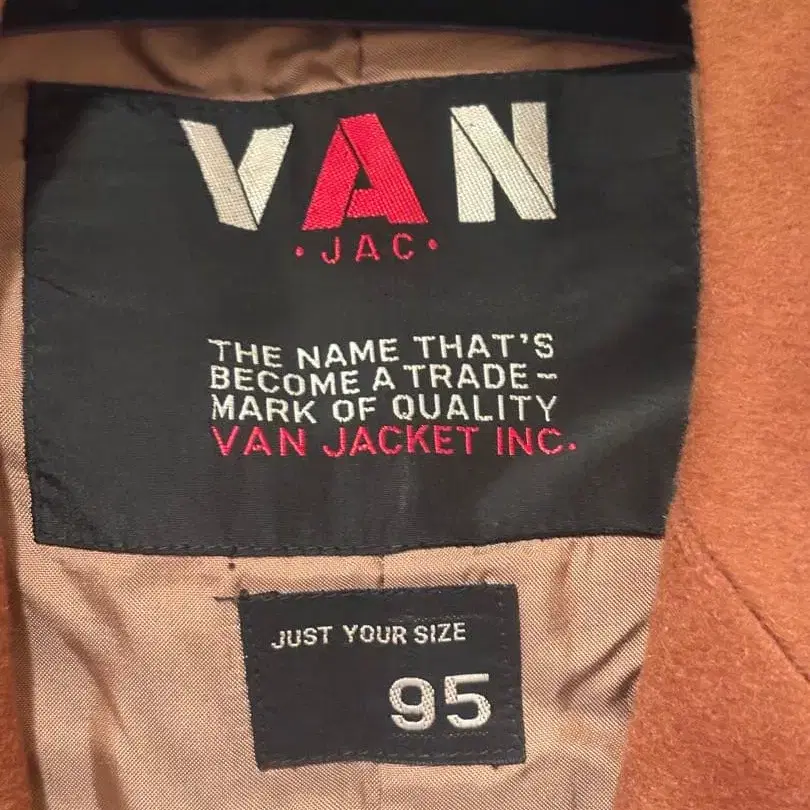 VAN
•JAC•
THE NAME THAT'S
BECOME A TRADE–
MARK OF QUALITY
VAN JACKET INC.
JUST YOUR SIZE
95